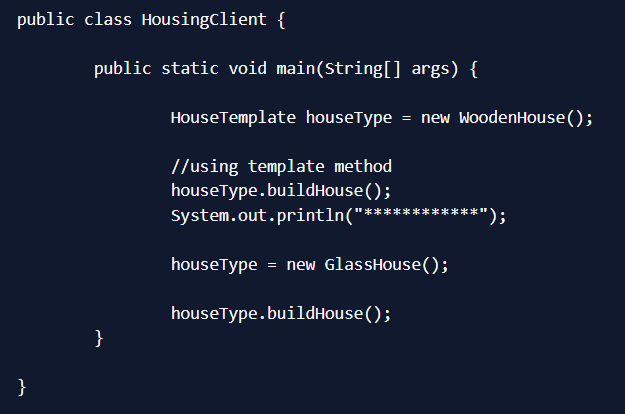 public class HousingClient {
public static void main(String[] args) {
HouseTemplate houseType = new WoodenHouse();
//using template method
houseType.buildHouse();
System.out.println("************");
houseType = new GlassHouse();
houseType.buildHouse();
}
}